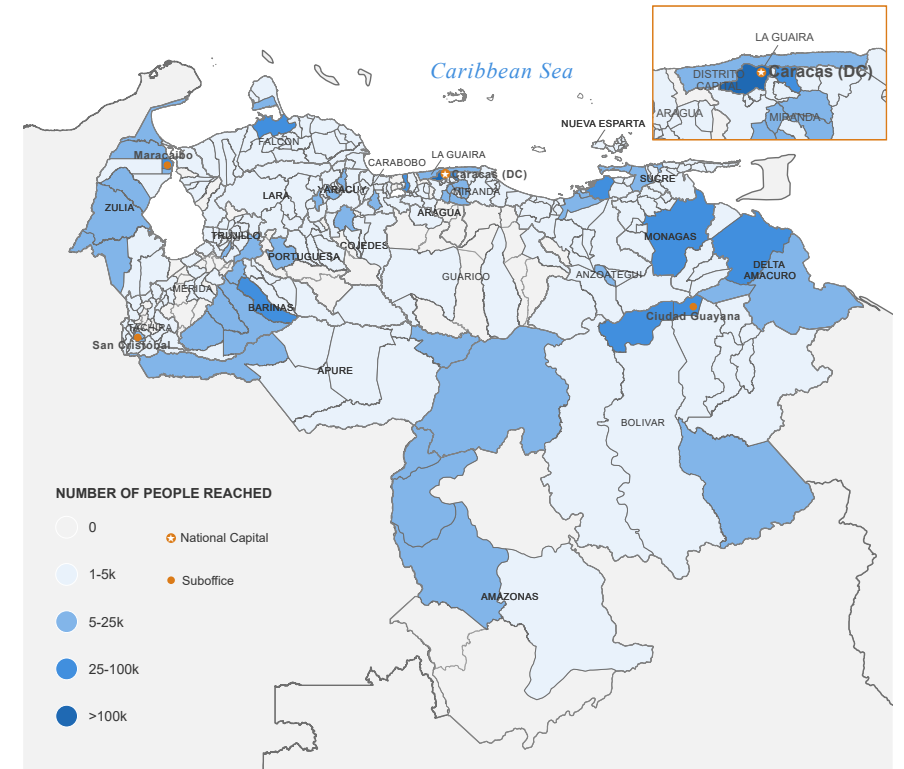 LA GUAIRA
DISTRITO
CAPITAL
Caracas (DC)
ARAGUA
MIRANDA
Caribbean Sea
NUEVA ESPARTA
FALCON
Maracaibo
CARABOBO
LA GUAIRA
Caracas (DC)
MIRANDA
SUCRE
LARA
YARACUY
ZULIA
ARAGUA
TRUJILLO
COJEDES
PORTUGUESA
MONAGAS
GUARICO
ANZOATEGUI
DELTA
AMACURO
MERIDA
BARINAS
Ciudad Guayana
TACHIRA
San Cristobal
APURE
BOLIVAR
AMAZONAS
NUMBER OF PEOPLE REACHED
0
National Capital
1-5k
Suboffice
5-25k
25-100k
>100k